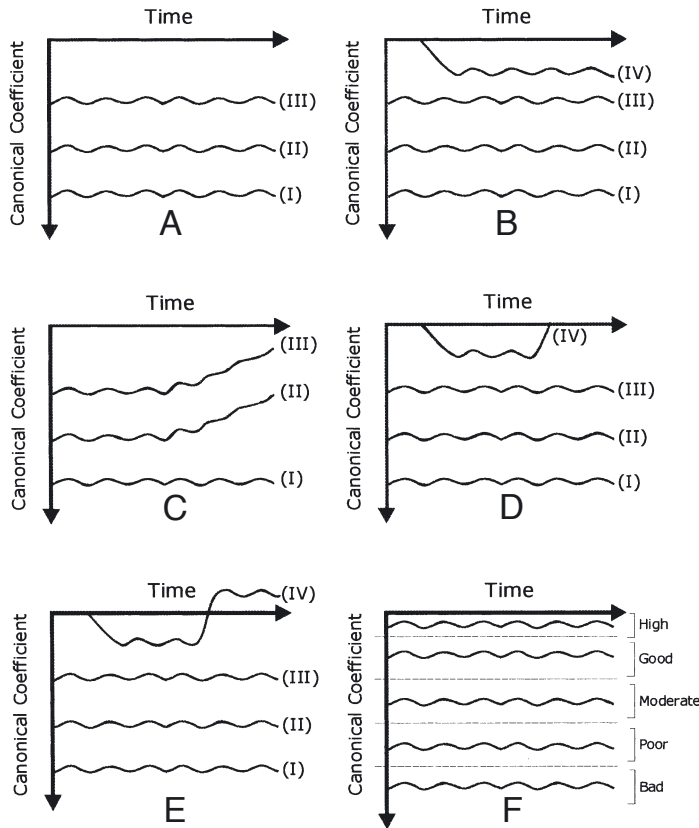 Time
Canonical Coefficient
(III)
(II)
(I)
A
Time
Canonical Coefficient
(IV)
(III)
(II)
(I)
B
Time
Canonical Coefficient
(III)
(II)
(I)
C
Time
Canonical Coefficient
(IV)
(III)
(II)
(I)
D
Time
Canonical Coefficient
(IV)
(III)
(II)
(I)
E
Time
Canonical Coefficient
High
Good
Moderate
Poor
Bad
F